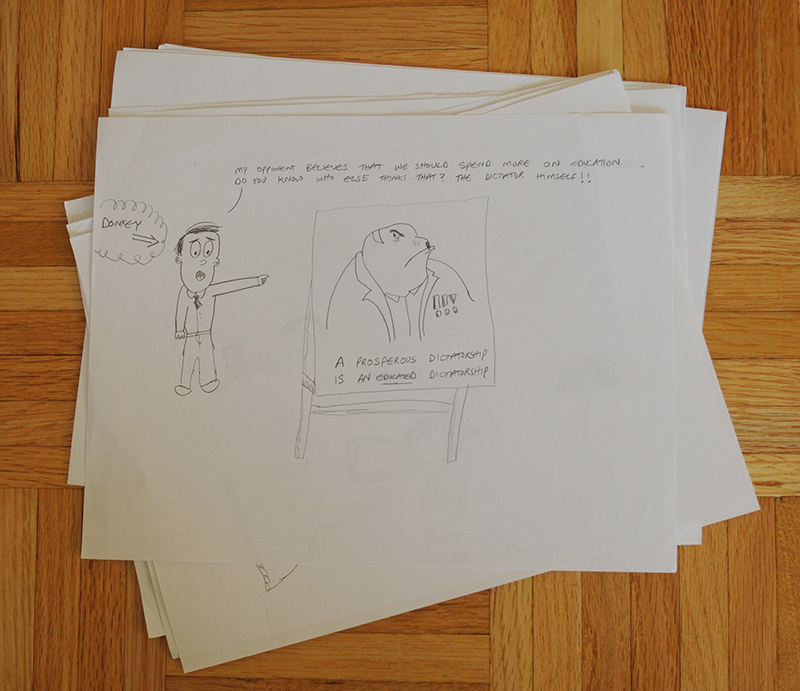 MY OPPONENT BELIEVES THAT WE SHOULD SPEND MORE ON EDUCATION.
DO YOU KNOW WHO ELSE THINKS THAT? THE DICTATOR HIMSELF!!
DONKEY
A PROSPEROUS DICTATORSHIP
IS AN EDUCATED DICTATORSHIP